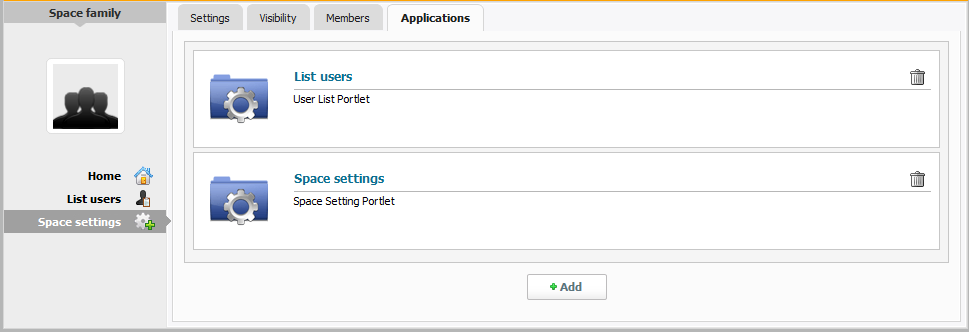 Space family
Settings
Visibility
Members
Applications
Home
List users
Space settings
List users
User List Portlet
Space settings
Space Setting Portlet
Add